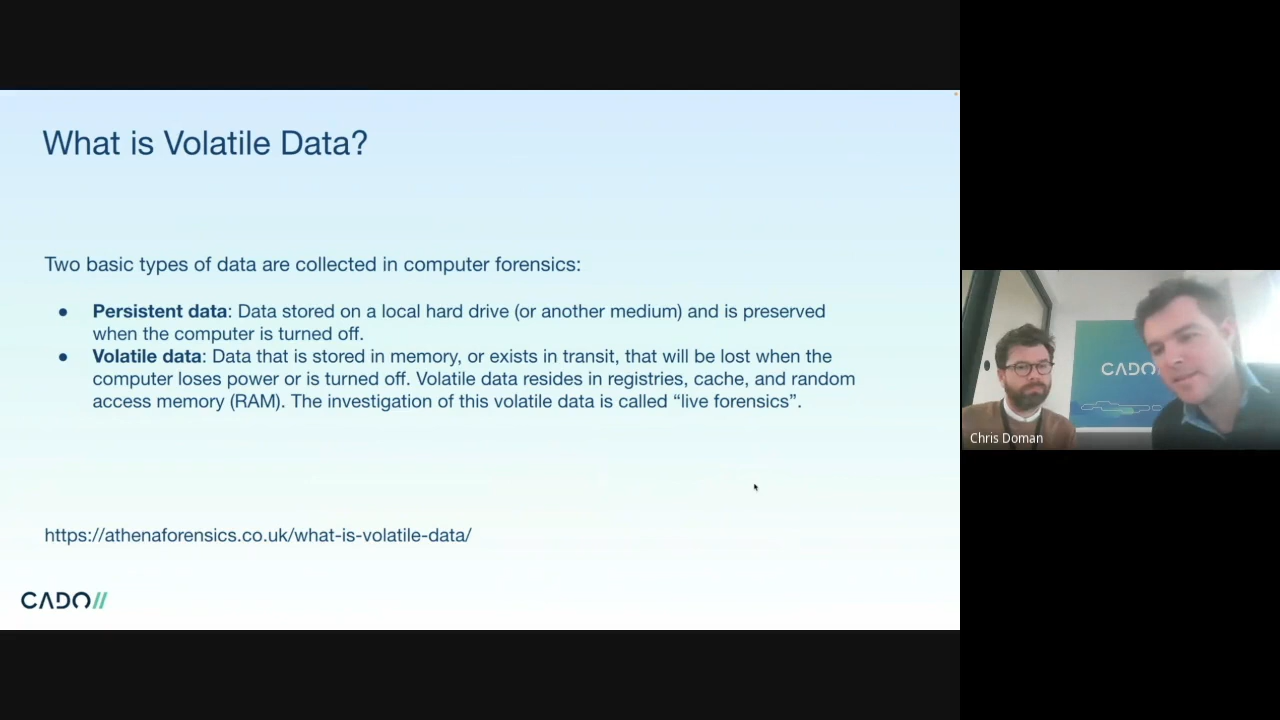 What is Volatile Data?
Two basic types of data are collected in computer forensics:
● Persistent data: Data stored on a local hard drive (or another medium) and is preserved
when the computer is turned off.
● Volatile data: Data that is stored in memory, or exists in transit, that will be lost when the
computer loses power or is turned off. Volatile data resides in registries, cache, and random
access memory (RAM). The investigation of this volatile data is called “live forensics”.
https://athenaforensics.co.uk/what-is-volatile-data/
CADO//
CADO
Chris Doman